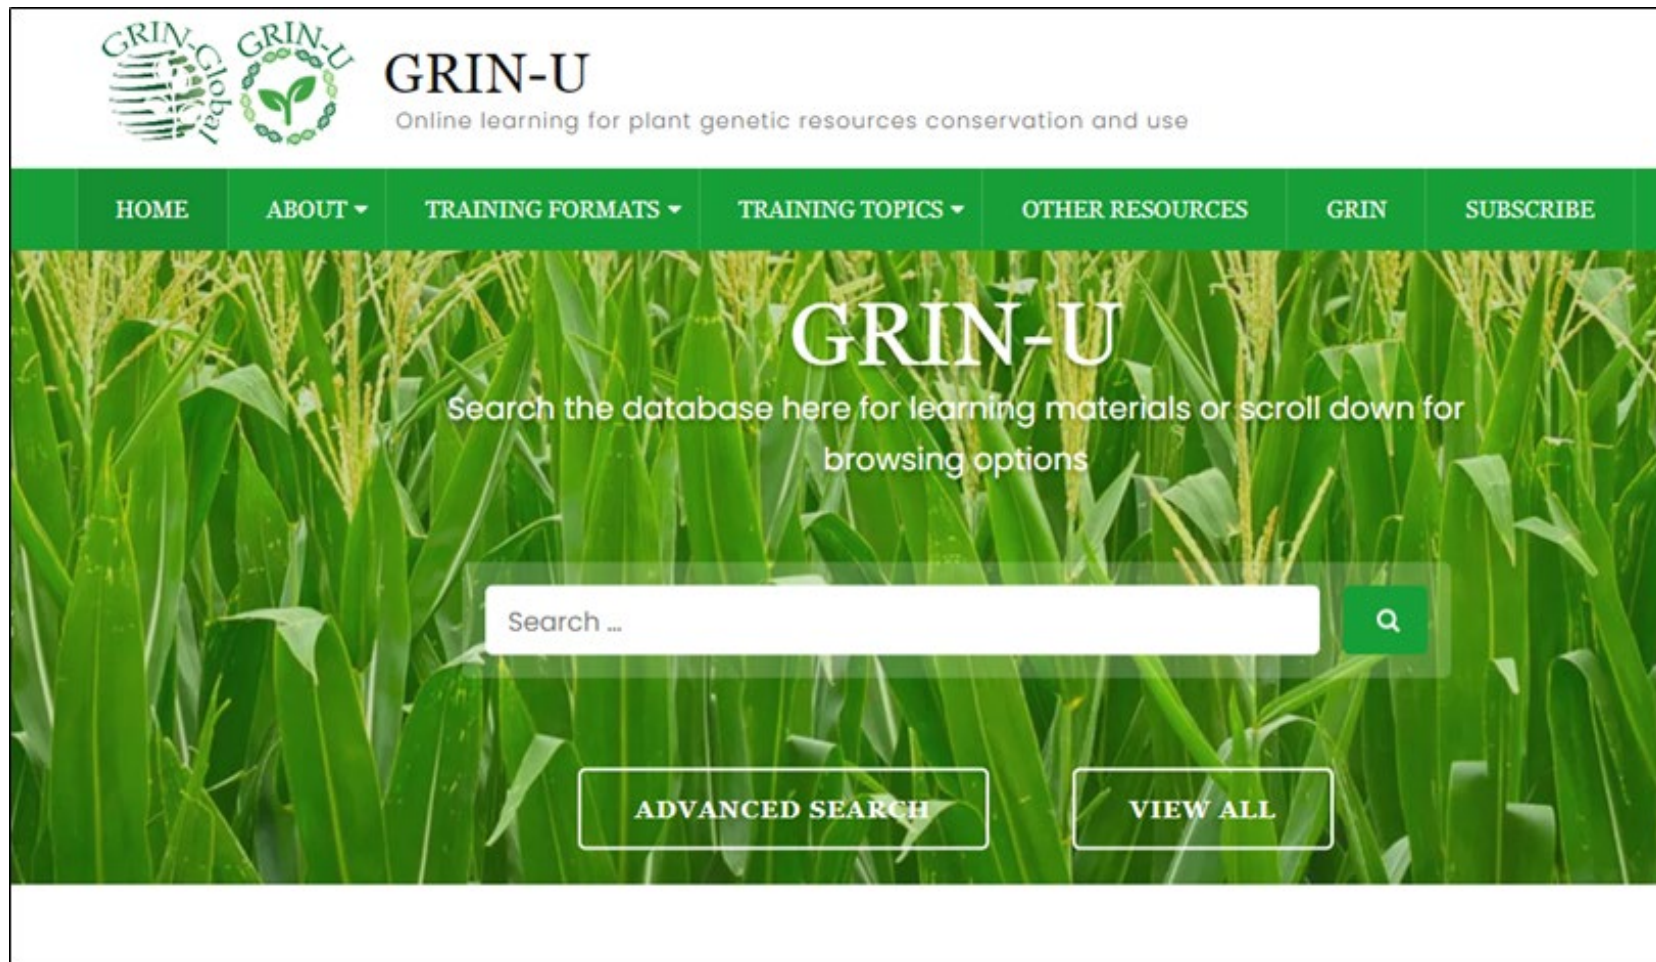 GRIN-Global
GRIN-U
GRIN-U
Online learning for plant genetic resources conservation and use
HOME
ABOUT
TRAINING FORMATS
TRAINING TOPICS
OTHER RESOURCES
GRIN
SUBSCRIBE
GRIN-U
Search the database here for learning materials or scroll down for
browsing options
Search ...
ADVANCED SEARCH
VIEW ALL